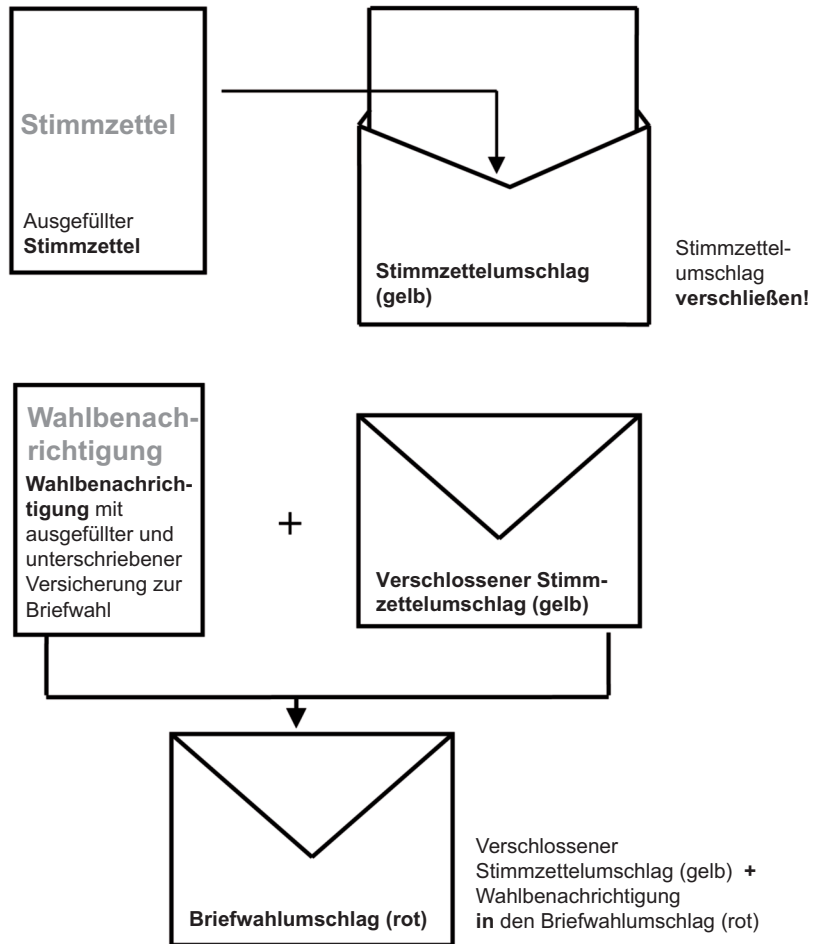 Stimmzettel
Ausgefüllter
Stimmzettel
Stimmzettelumschlag
(gelb)
Stimmzettel-
umschlag
verschließen!
Wahlbenach-
richtigung
Wahlbenachrich-
tigung mit
ausgefüllter und
unterschriebener
Versicherung zur
Briefwahl
+
Verschlossener Stimm-
zettelumschlag (gelb)
Briefwahlumschlag (rot)
Verschlossener
Stimmzettelumschlag (gelb) +
Wahlbenachrichtigung
in den Briefwahlumschlag (rot)